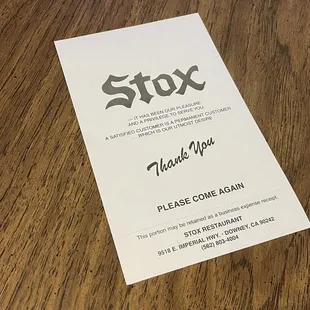 Stox
— IT HAS BEEN OUR PLEASURE
AND A PRIVILEGE TO SERVE YOU.
A SATISFIED CUSTOMER IS A PERMANENT CUSTOMER
WHICH IS OUR UTMOST DESIRE
Thank You
PLEASE COME AGAIN
This portion may be retained as a business expense receipt.
STOX RESTAURANT
9518 E. IMPERIAL HWY. - DOWNEY, CA 90242
(562) 803-4004